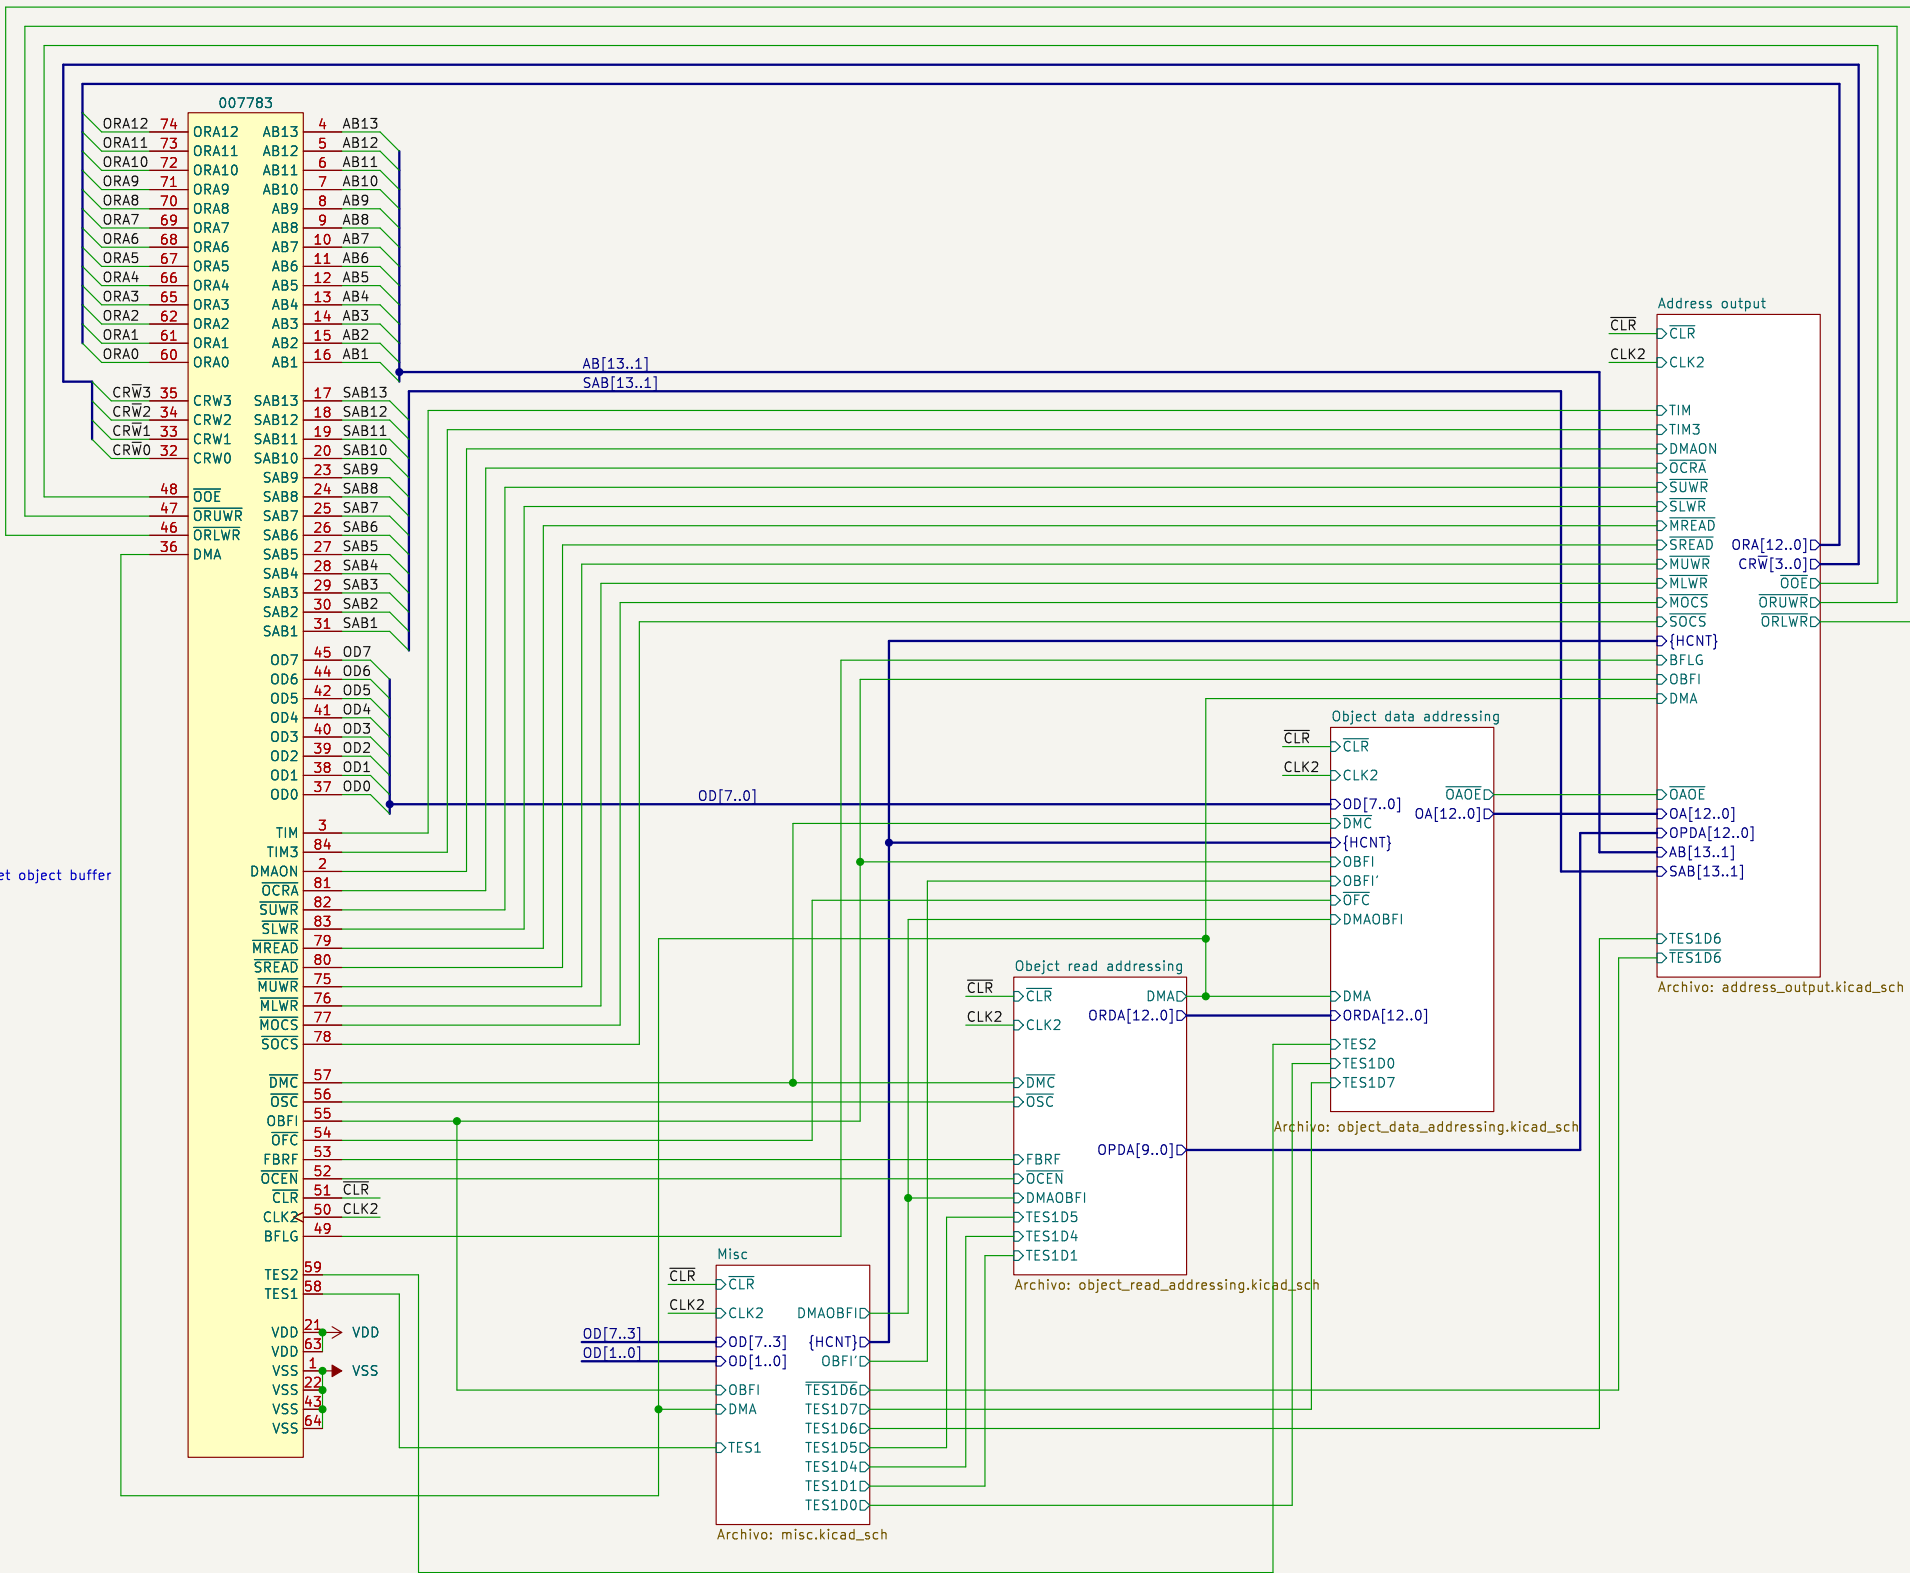 007783
ORA12 74 ORA12 AB13 4 AB13
ORA11 73 ORA11 AB12 5 AB12
ORA10 72 ORA10 AB11 6 AB11
ORA9 71 ORA9 AB10 7 AB10
ORA8 70 ORA8 AB9 8 AB9
ORA7 69 ORA7 AB8 9 AB8
ORA6 68 ORA6 AB7 10 AB7
ORA5 67 ORA5 AB6 11 AB6
ORA4 66 ORA4 AB5 12 AB5
ORA3 65 ORA3 AB4 13 AB4
ORA2 62 ORA2 AB3 14 AB3
ORA1 61 ORA1 AB2 15 AB2
ORA0 60 ORA0 AB1 16 AB1
CRW̅3 35 CRW3 SAB13 17 SAB13
CRW̅2 34 CRW2 SAB12 18 SAB12
CRW̅1 33 CRW1 SAB11 19 SAB11
CRW̅0 32 CRW0 SAB10 20 SAB10
SAB9 23 SAB9
48 OOE SAB8 24 SAB8
47 ORUWR SAB7 25 SAB7
46 ORLWR SAB6 26 SAB6
36 DMA SAB5 27 SAB5
SAB4 28 SAB4
SAB3 29 SAB3
SAB2 30 SAB2
SAB1 31 SAB1
OD7 45 OD7
OD6 44 OD6
OD5 42 OD5
OD4 41 OD4
OD3 40 OD3
OD2 39 OD2
OD1 38 OD1
OD0 37 OD0
TIM 3
TIM3 84
DMAON 2
et object buffer
OCRA 81
SUWR 82
SLWR 83
MREAD 79
SREAD 80
MUWR 75
MLWR 76
MOCS 77
SOCS 78
DMC 57
OSC 56
OBFI 55
OFC 54
FBRF 53
OCEN 52
CLR 51 CLR
CLK2 50 CLK2
BFLG 49
TES2 59
TES1 58
VDD 21 VDD
VDD 63
VSS 1 VSS
VSS 22
VSS 43
VSS 64
AB[13..1]
SAB[13..1]
OD[7..0]
Address output
CLR CLR
CLK2 CLK2
TIM
TIM3
DMAON
OCRA
SUWR
SLWR
MREAD
SREAD ORA[12..0]
MUWR CRW̅[3..0]
MLWR OOE
MOCS ORUWR
SOCS ORLWR
{HCNT}
BFLG
OBFI
DMA
OAOE
OA[12..0]
OPDA[12..0]
AB[13..1]
SAB[13..1]
TES1D6
TES1D6
Archivo: address_output.kicad_sch
Object data addressing
CLR CLR
CLK2 CLK2
OAOE
OD[7..0] OA[12..0]
DMC
{HCNT}
OBFI
OBFI'
OFC
DMAOBFI
DMA
ORDA[12..0]
TES2
TES1D0
TES1D7
Archivo: object_data_addressing.kicad_sch
Obejct read addressing
CLR CLR DMA
ORDA[12..0]
CLK2 CLK2
DMC
OSC
OPDA[9..0]
FBRF
OCEN
DMAOBFI
TES1D5
TES1D4
TES1D1
Archivo: object_read_addressing.kicad_sch
Misc
CLR CLR
CLK2 CLK2 DMAOBFI
OD[7..3] OD[7..3] {HCNT}
OD[1..0] OD[1..0] OBFI'
OBFI TES1D6
DMA TES1D7
TES1D6
TES1 TES1D5
TES1D4
TES1D1
TES1D0
Archivo: misc.kicad_sch